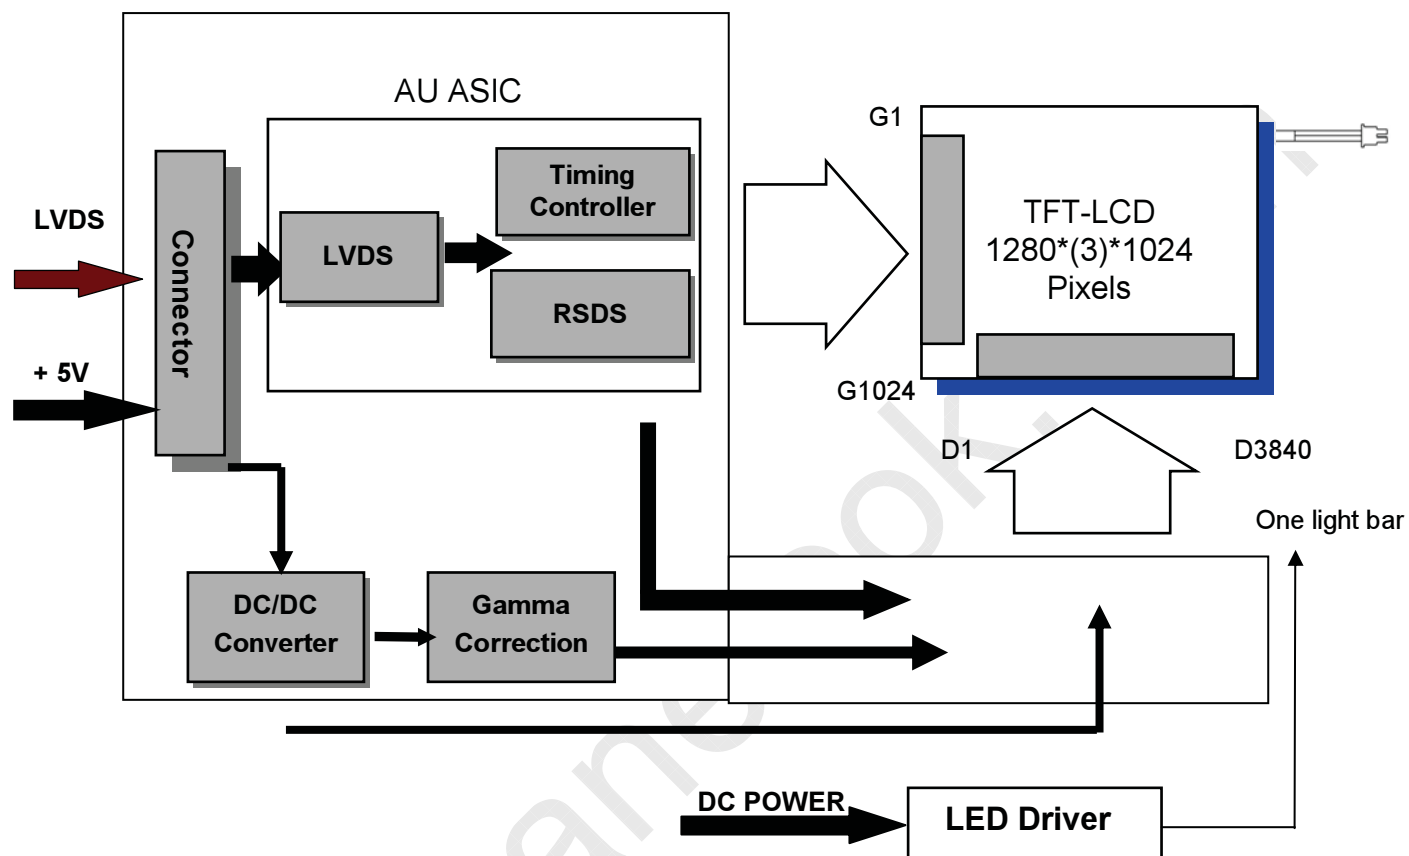 AU ASIC
G1
Timing
Controller
LVDS
LVDS
Connector
RSDS
TFT-LCD
1280*(3)*1024
Pixels
+ 5V
G1024
D1
D3840
One light bar
DC/DC
Converter
Gamma
Correction
DC POWER
LED Driver